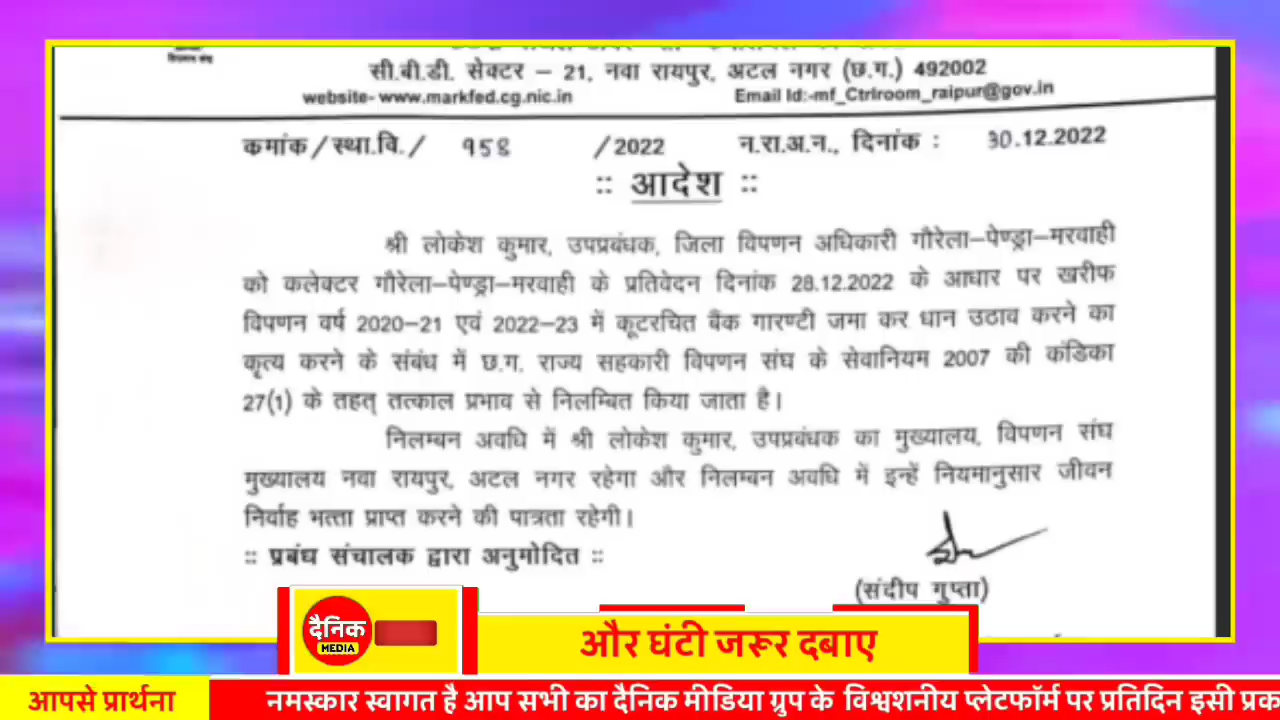 विपणन संघ
सी.बी.डी. सेक्टर – 21, नवा रायपुर, अटल नगर (छ.ग.) 492002
website- www.markfed.cg.nic.in Email Id:-mf_Ctrlroom_raipur@gov.in
कमांक/स्था.वि./ 958 /2022 न.रा.अ.न., दिनांक : 30.12.2022
:: आदेश ::
श्री लोकेश कुमार, उपप्रबंधक, जिला विपणन अधिकारी गौरेला–पेण्ड्रा–मरवाही
को कलेक्टर गौरेला–पेण्ड्रा–मरवाही के प्रतिवेदन दिनांक 28.12.2022 के आधार पर खरीफ
विपणन वर्ष 2020–21 एवं 2022–23 में कूटरचित बैंक गारण्टी जमा कर धान उठाव करने का
कृत्य करने के संबंध में छ.ग. राज्य सहकारी विपणन संघ के सेवानियम 2007 की कंडिका
27(1) के तहत् तत्काल प्रभाव से निलम्बित किया जाता है।
निलम्बन अवधि में श्री लोकेश कुमार, उपप्रबंधक का मुख्यालय, विपणन संघ
मुख्यालय नवा रायपुर, अटल नगर रहेगा और निलम्बन अवधि में इन्हें नियमानुसार जीवन
निर्वाह भत्ता प्राप्त करने की पात्रता रहेगी।
:: प्रबंध संचालक द्वारा अनुमोदित ::
(संदीप गुप्ता)
दैनिक
MEDIA
और घंटी जरूर दबाए
आपसे प्रार्थना नमस्कार स्वागत है आप सभी का दैनिक मीडिया ग्रुप के विश्वशनीय प्लेटफॉर्म पर प्रतिदिन इसी प्रक